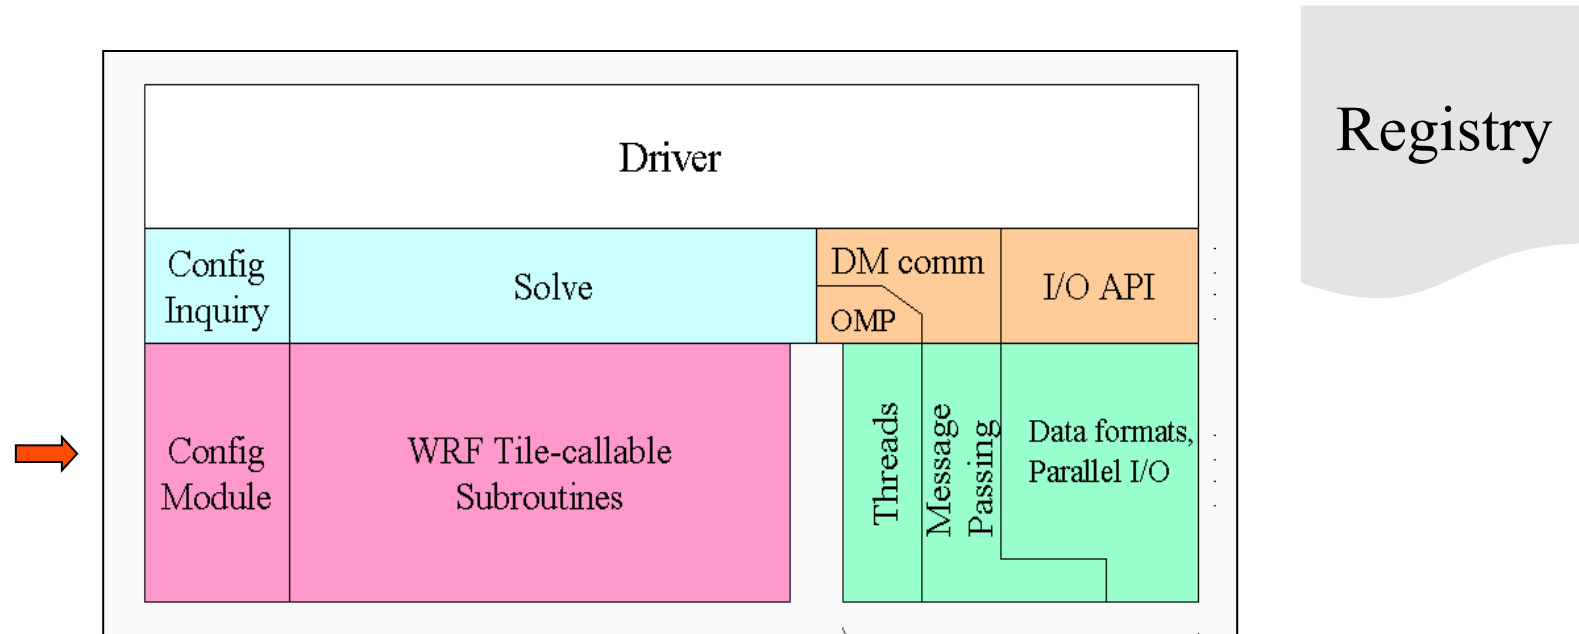 Registry
Driver
Config
Inquiry
Solve
DM comm
OMP
I/O API
Config
Module
WRF Tile-callable
Subroutines
Threads
Message
Passing
Data formats,
Parallel I/O